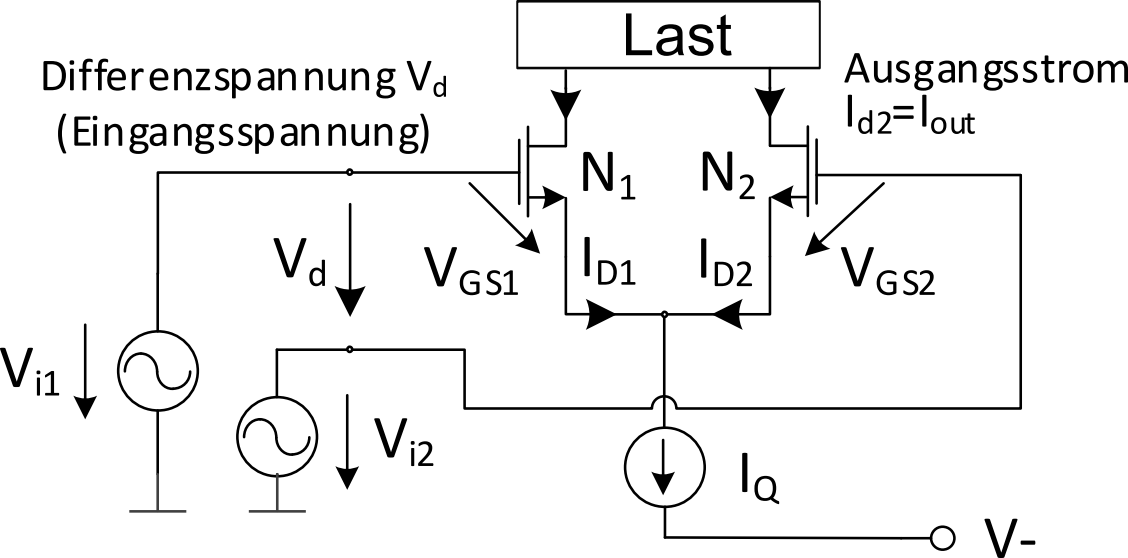 Last
Differenzspannung Vd
(Eingangsspannung)
Ausgangsstrom
Id2=Iout
N1
N2
Vd
VGS1
ID1
ID2
VGS2
Vi1
Vi2
IQ
V-